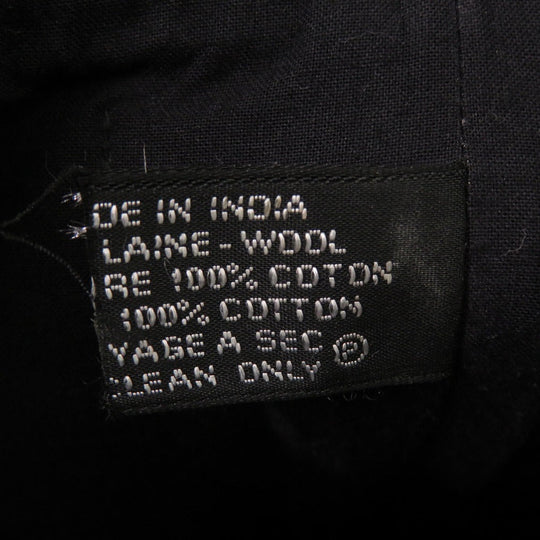 DE IN INDIA
LAINE - WOOL
RE 100% COTON
100% COTTON
YAGE A SEC Ⓟ
CLEAN ONLY